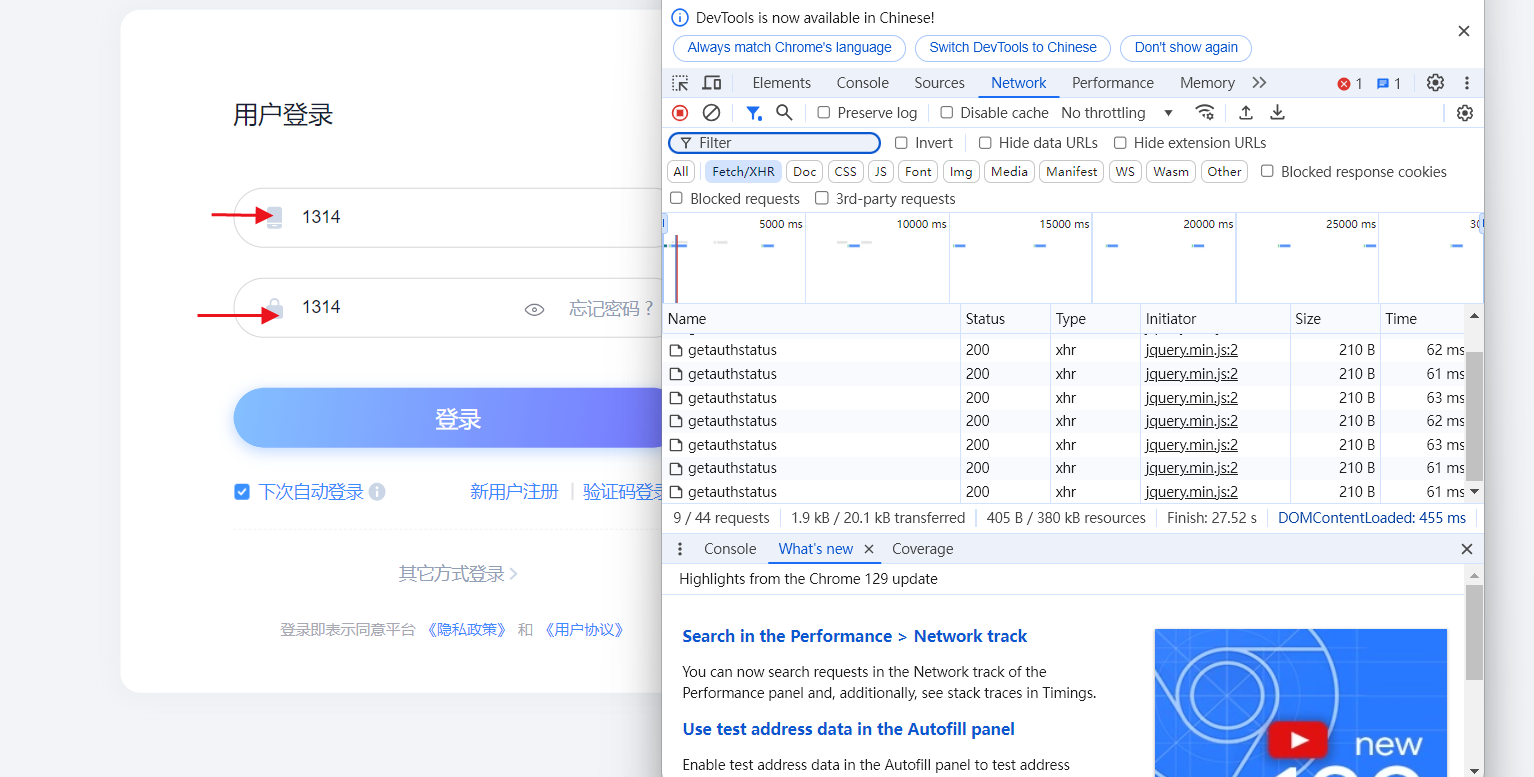 用户登录
1314
1314
忘记密码？
登录
下次自动登录
新用户注册
其它方式登录
登录即表示同意平台 《隐私政策》 和 《用户协议》
DevTools is now available in Chinese!
Always match Chrome's language
Switch DevTools to Chinese
Don't show again
Elements Console Sources Network Performance Memory 1 1
Preserve log Disable cache No throttling
Filter Invert Hide data URLs Hide extension URLs
All Fetch/XHR Doc CSS JS Font Img Media Manifest WS Wasm Other Blocked response cookies
Blocked requests 3rd-party requests
5000 ms 10000 ms 15000 ms 20000 ms 25000 ms
Name Status Type Initiator Size Time
getauthstatus 200 xhr jquery.min.js:2 210 B 62 ms
getauthstatus 200 xhr jquery.min.js:2 210 B 61 ms
getauthstatus 200 xhr jquery.min.js:2 210 B 63 ms
getauthstatus 200 xhr jquery.min.js:2 210 B 62 ms
getauthstatus 200 xhr jquery.min.js:2 210 B 63 ms
getauthstatus 200 xhr jquery.min.js:2 210 B 61 ms
getauthstatus 200 xhr jquery.min.js:2 210 B 61 ms
9 / 44 requests 1.9 kB / 20.1 kB transferred 405 B / 380 kB resources Finish: 27.52 s DOMContentLoaded: 455 ms
Console What's new Coverage
Highlights from the Chrome 129 update
Search in the Performance > Network track
You can now search requests in the Network track of the
Performance panel and, additionally, see stack traces in Timings.
Use test address data in the Autofill panel
Enable test address data in the Autofill panel to test address
new